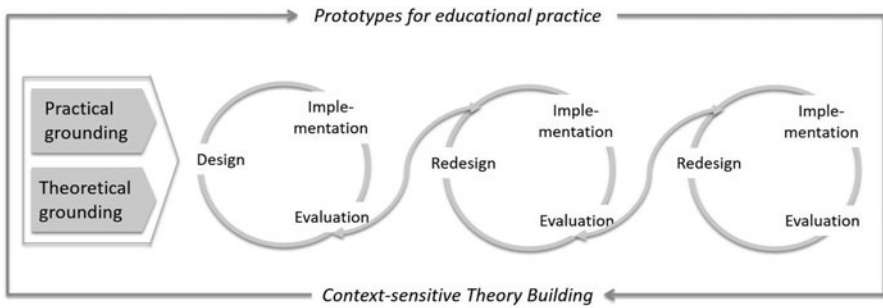 Prototypes for educational practice
Practical
grounding
Theoretical
grounding
Design
Imple-
mentation
Evaluation
Redesign
Imple-
mentation
Evaluation
Redesign
Imple-
mentation
Evaluation
Context-sensitive Theory Building